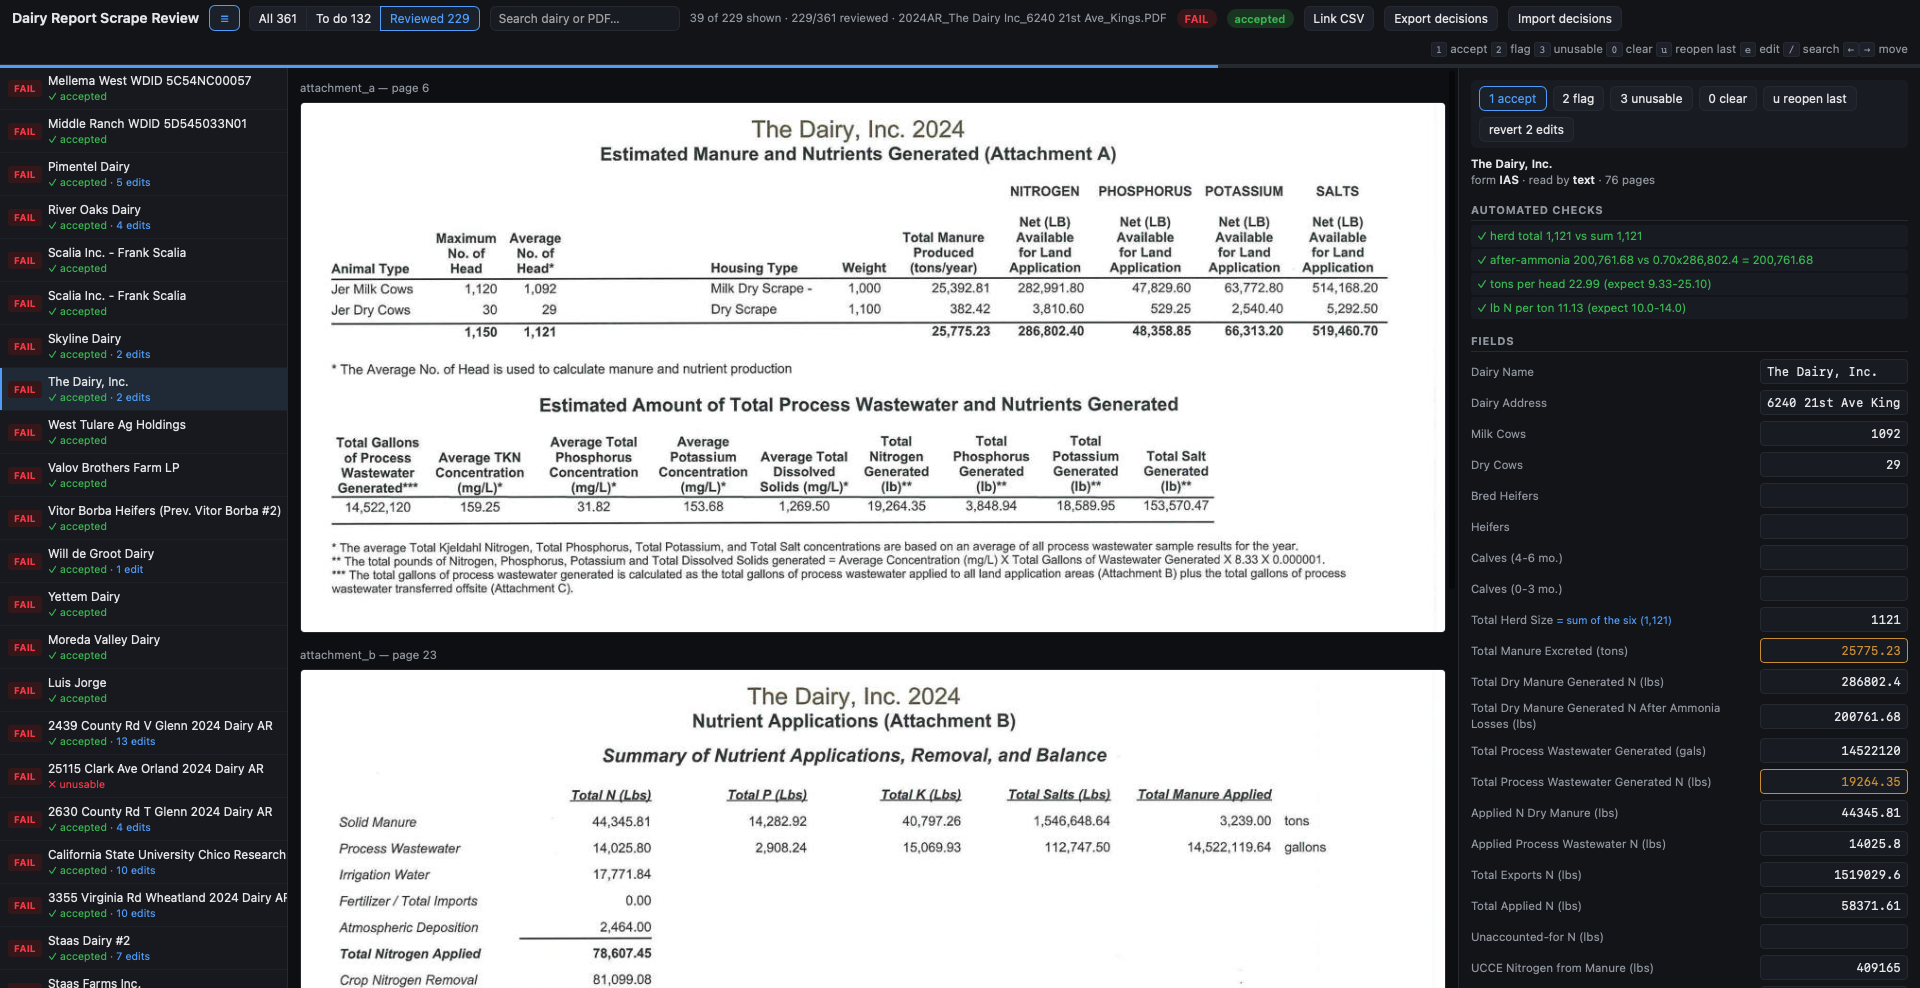 Dairy Report Scrape Review
≡
All 361
To do 132
Reviewed 229
Search dairy or PDF...
39 of 229 shown · 229/361 reviewed · 2024AR_The Dairy Inc_6240 21st Ave_Kings.PDF
FAIL
accepted
Link CSV
Export decisions
Import decisions
1 accept 2 flag 3 unusable 0 clear u reopen last e edit / search ← → move
FAIL
Mellema West WDID 5C54NC00057
✓ accepted
FAIL
Middle Ranch WDID 5D545033N01
✓ accepted
FAIL
Pimentel Dairy
✓ accepted · 5 edits
FAIL
River Oaks Dairy
✓ accepted · 4 edits
FAIL
Scalia Inc. - Frank Scalia
✓ accepted
FAIL
Scalia Inc. - Frank Scalia
✓ accepted
FAIL
Skyline Dairy
✓ accepted · 2 edits
FAIL
The Dairy, Inc.
✓ accepted · 2 edits
FAIL
West Tulare Ag Holdings
✓ accepted
FAIL
Valov Brothers Farm LP
✓ accepted
FAIL
Vitor Borba Heifers (Prev. Vitor Borba #2)
✓ accepted
FAIL
Will de Groot Dairy
✓ accepted · 1 edit
FAIL
Yettem Dairy
✓ accepted
FAIL
Moreda Valley Dairy
✓ accepted
FAIL
Luis Jorge
✓ accepted
FAIL
2439 County Rd V Glenn 2024 Dairy AR
✓ accepted · 13 edits
FAIL
25115 Clark Ave Orland 2024 Dairy AR
✕ unusable
FAIL
2630 County Rd T Glenn 2024 Dairy AR
✓ accepted · 4 edits
FAIL
California State University Chico Research
✓ accepted · 10 edits
FAIL
3355 Virginia Rd Wheatland 2024 Dairy AR
✓ accepted · 10 edits
FAIL
Staas Dairy #2
✓ accepted · 7 edits
Staas Farms Inc.
attachment_a — page 6
The Dairy, Inc. 2024
Estimated Manure and Nutrients Generated (Attachment A)
NITROGEN PHOSPHORUS POTASSIUM SALTS
Net (LB) Net (LB) Net (LB) Net (LB)
Maximum Average Total Manure Available Available Available Available
No. of No. of Produced for Land for Land for Land for Land
Animal Type Head Head* Housing Type Weight (tons/year) Application Application Application Application
Jer Milk Cows 1,120 1,092 Milk Dry Scrape - 1,000 25,392.81 282,991.80 47,829.60 63,772.80 514,168.20
Jer Dry Cows 30 29 Dry Scrape 1,100 382.42 3,810.60 529.25 2,540.40 5,292.50
1,150 1,121 25,775.23 286,802.40 48,358.85 66,313.20 519,460.70
* The Average No. of Head is used to calculate manure and nutrient production
Estimated Amount of Total Process Wastewater and Nutrients Generated
Total Gallons Average Total Average Total Total Total
of Process Average TKN Phosphorus Potassium Average Total Nitrogen Phosphorus Potassium Total Salt
Wastewater Concentration Concentration Concentration Dissolved Generated Generated Generated Generated
Generated*** (mg/L)* (mg/L)* (mg/L)* Solids (mg/L)* (lb)** (lb)** (lb)** (lb)**
14,522,120 159.25 31.82 153.68 1,269.50 19,264.35 3,848.94 18,589.95 153,570.47
* The average Total Kjeldahl Nitrogen, Total Phosphorus, Total Potassium, and Total Salt concentrations are based on an average of all process wastewater sample results for the year.
** The total pounds of Nitrogen, Phosphorus, Potassium and Total Dissolved Solids generated = Average Concentration (mg/L) X Total Gallons of Wastewater Generated X 8.33 X 0.000001.
*** The total gallons of process wastewater generated is calculated as the total gallons of process wastewater applied to all land application areas (Attachment B) plus the total gallons of process
wastewater transferred offsite (Attachment C).
attachment_b — page 23
The Dairy, Inc. 2024
Nutrient Applications (Attachment B)
Summary of Nutrient Applications, Removal, and Balance
Total N (Lbs) Total P (Lbs) Total K (Lbs) Total Salts (Lbs) Total Manure Applied
Solid Manure 44,345.81 14,282.92 40,797.26 1,546,648.64 3,239.00 tons
Process Wastewater 14,025.80 2,908.24 15,069.93 112,747.50 14,522,119.64 gallons
Irrigation Water 17,771.84
Fertilizer / Total Imports 0.00
Atmospheric Deposition 2,464.00
Total Nitrogen Applied 78,607.45
Crop Nitrogen Removal 81,099.08
1 accept
2 flag
3 unusable
0 clear
u reopen last
revert 2 edits
The Dairy, Inc.
form IAS · read by text · 76 pages
AUTOMATED CHECKS
✓ herd total 1,121 vs sum 1,121
✓ after-ammonia 200,761.68 vs 0.70x286,802.4 = 200,761.68
✓ tons per head 22.99 (expect 9.33-25.10)
✓ lb N per ton 11.13 (expect 10.0-14.0)
FIELDS
Dairy Name The Dairy, Inc.
Dairy Address 6240 21st Ave King
Milk Cows 1092
Dry Cows 29
Bred Heifers
Heifers
Calves (4-6 mo.)
Calves (0-3 mo.)
Total Herd Size = sum of the six (1,121) 1121
Total Manure Excreted (tons) 25775.23
Total Dry Manure Generated N (lbs) 286802.4
Total Dry Manure Generated N After Ammonia
Losses (lbs) 200761.68
Total Process Wastewater Generated (gals) 14522120
Total Process Wastewater Generated N (lbs) 19264.35
Applied N Dry Manure (lbs) 44345.81
Applied Process Wastewater N (lbs) 14025.8
Total Exports N (lbs) 1519029.6
Total Applied N (lbs) 58371.61
Unaccounted-for N (lbs)
UCCE Nitrogen from Manure (lbs) 409165